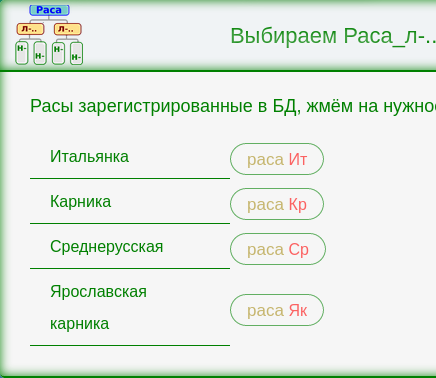 Раса
Л-.. Л-..
Н- Н- Н- Н-
Выбираем Раса_л-..
Расы зарегистрированные в БД, жмём на нужно
Итальянка раса Ит
Карника раса Кр
Среднерусская раса Ср
Ярославская
карника раса Як